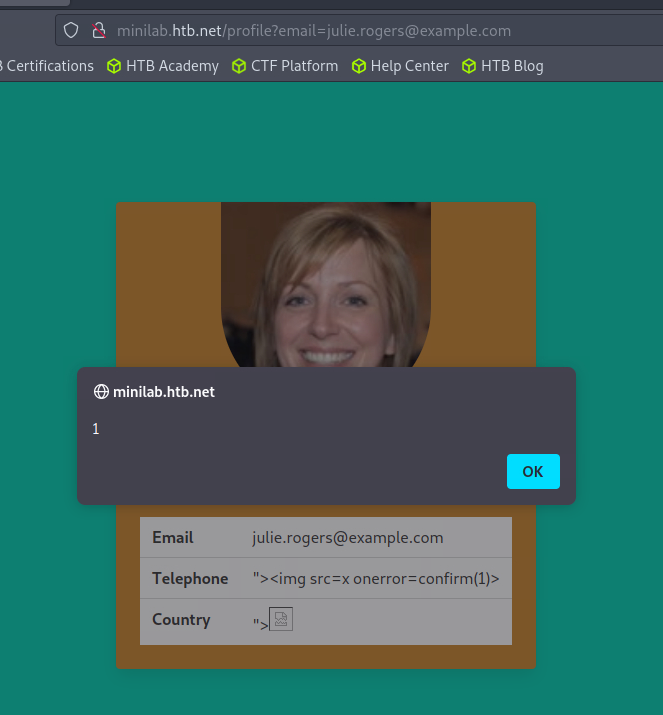 minilab.htb.net/profile?email=julie.rogers@example.com
Certifications HTB Academy CTF Platform Help Center HTB Blog
minilab.htb.net
1
OK
Email julie.rogers@example.com
Telephone "><img src=x onerror=confirm(1)>
Country ">